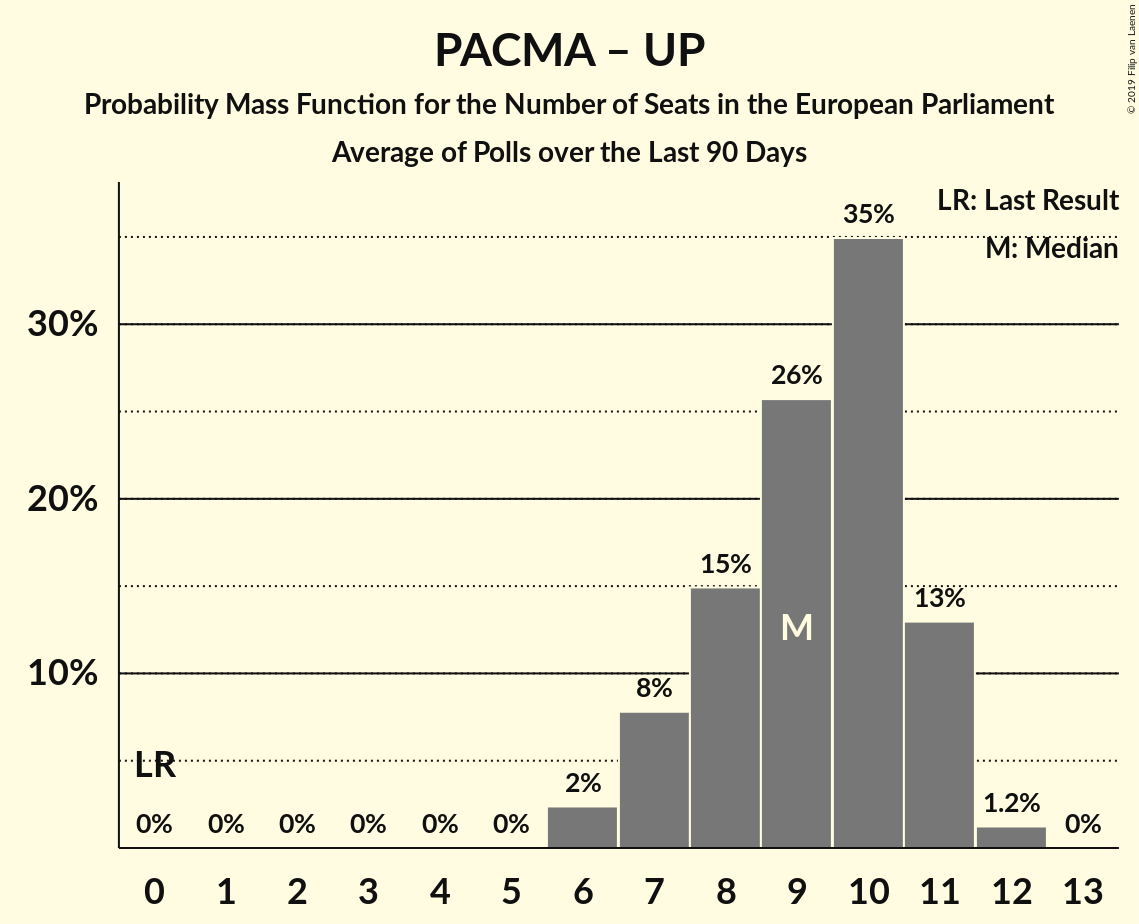 PACMA – UP
Probability Mass Function for the Number of Seats in the European Parliament
Average of Polls over the Last 90 Days
© 2019 Filip van Laenen
LR: Last Result
M: Median
35%
30%
26%
20%
15%
13%
M
10%
8%
LR
2%
1.2%
0% 0% 0% 0% 0% 0% 0%
0 1 2 3 4 5 6 7 8 9 10 11 12 13